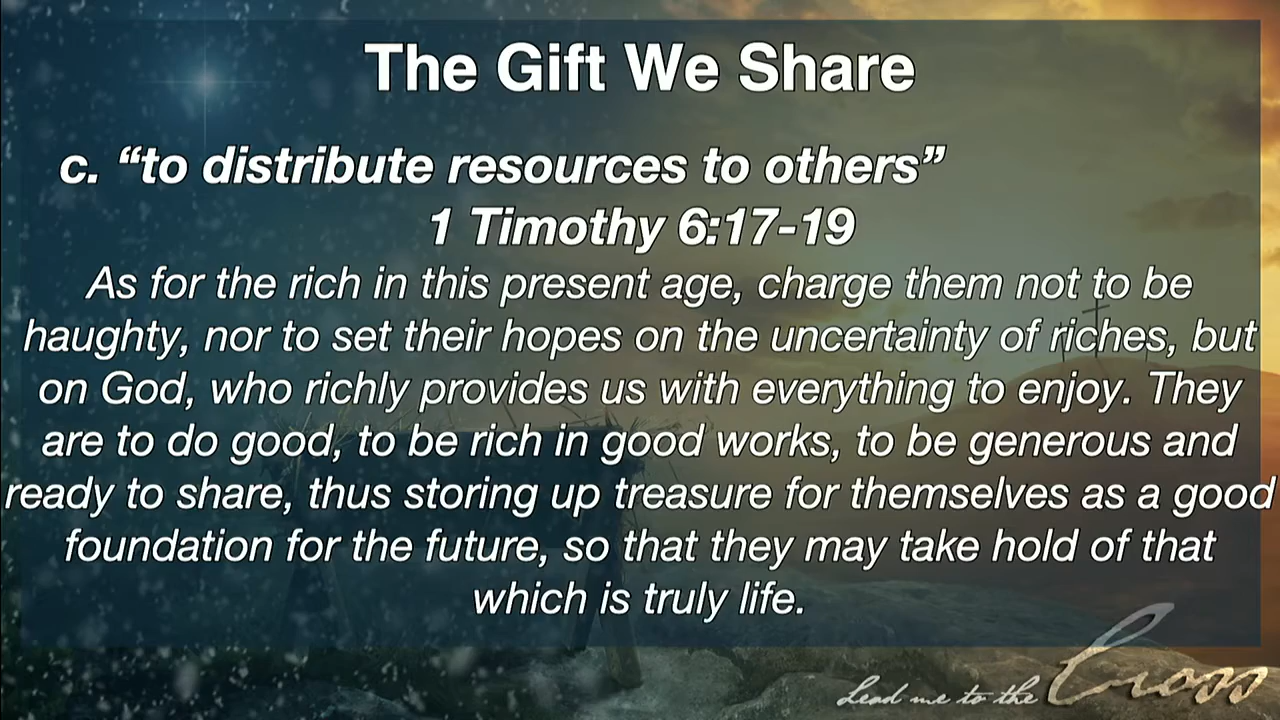 The Gift We Share
c. “to distribute resources to others”
1 Timothy 6:17-19
As for the rich in this present age, charge them not to be
haughty, nor to set their hopes on the uncertainty of riches, but
on God, who richly provides us with everything to enjoy. They
are to do good, to be rich in good works, to be generous and
ready to share, thus storing up treasure for themselves as a good
foundation for the future, so that they may take hold of that
which is truly life.
Lead me to the Cross